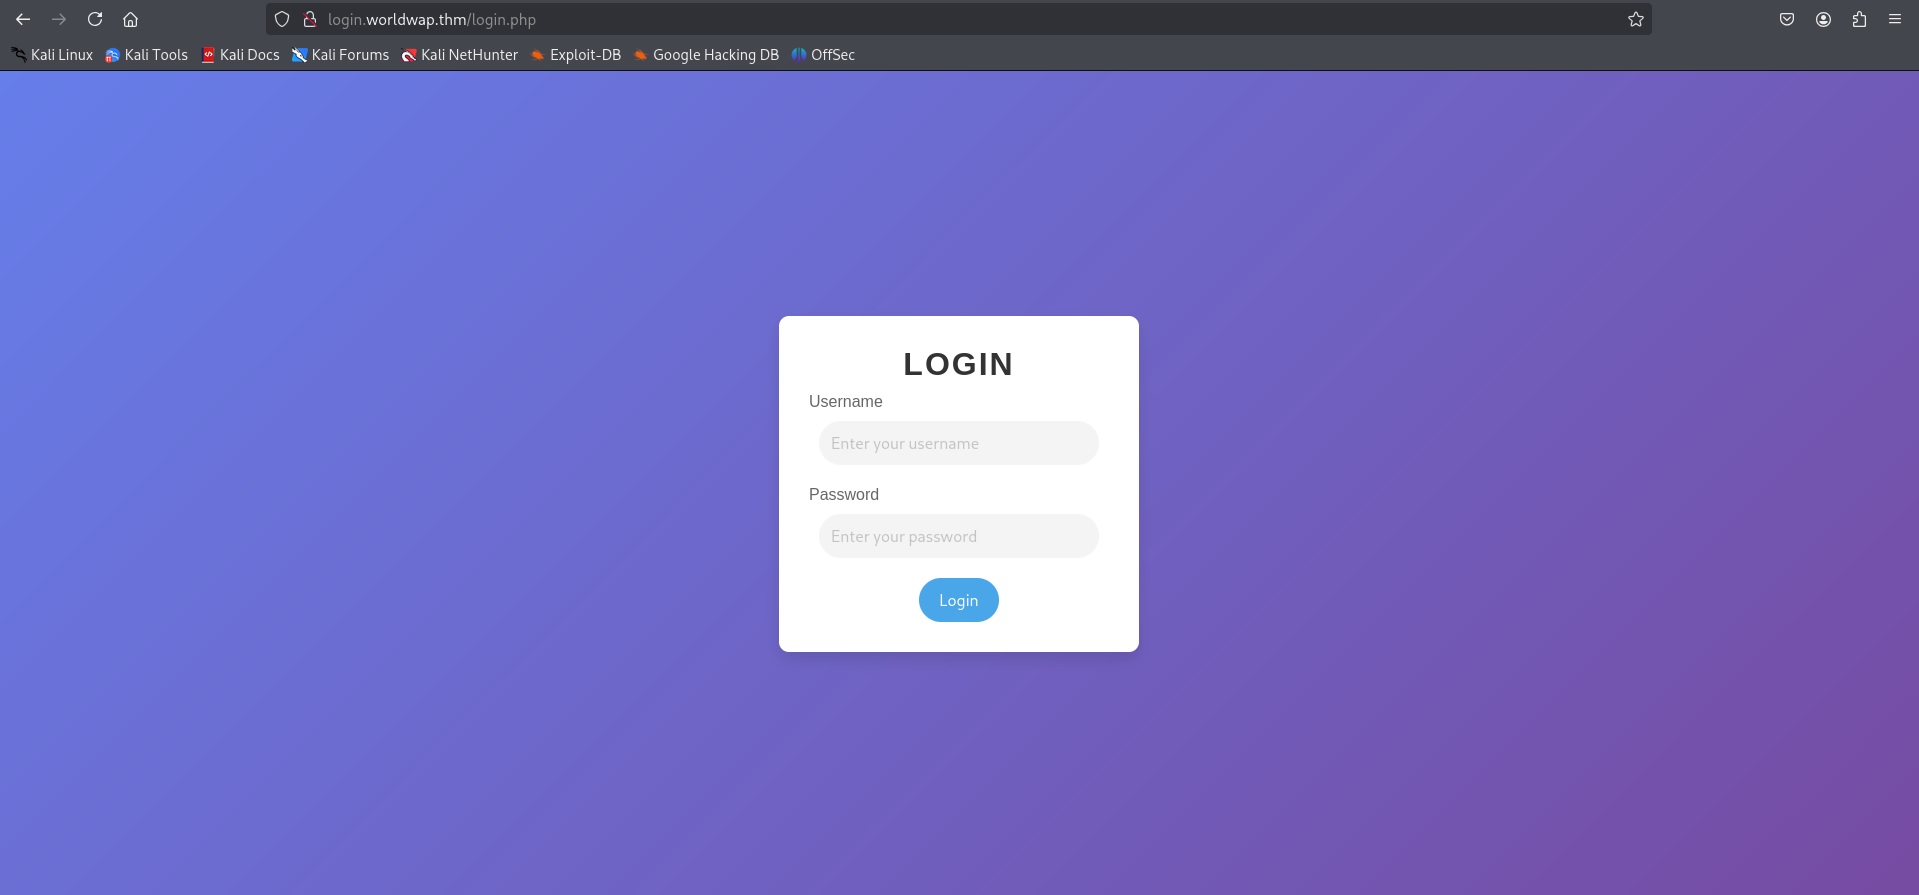 login.worldwap.thm/login.php
Kali Linux Kali Tools Kali Docs Kali Forums Kali NetHunter Exploit-DB Google Hacking DB OffSec
LOGIN
Username
Enter your username
Password
Enter your password
Login